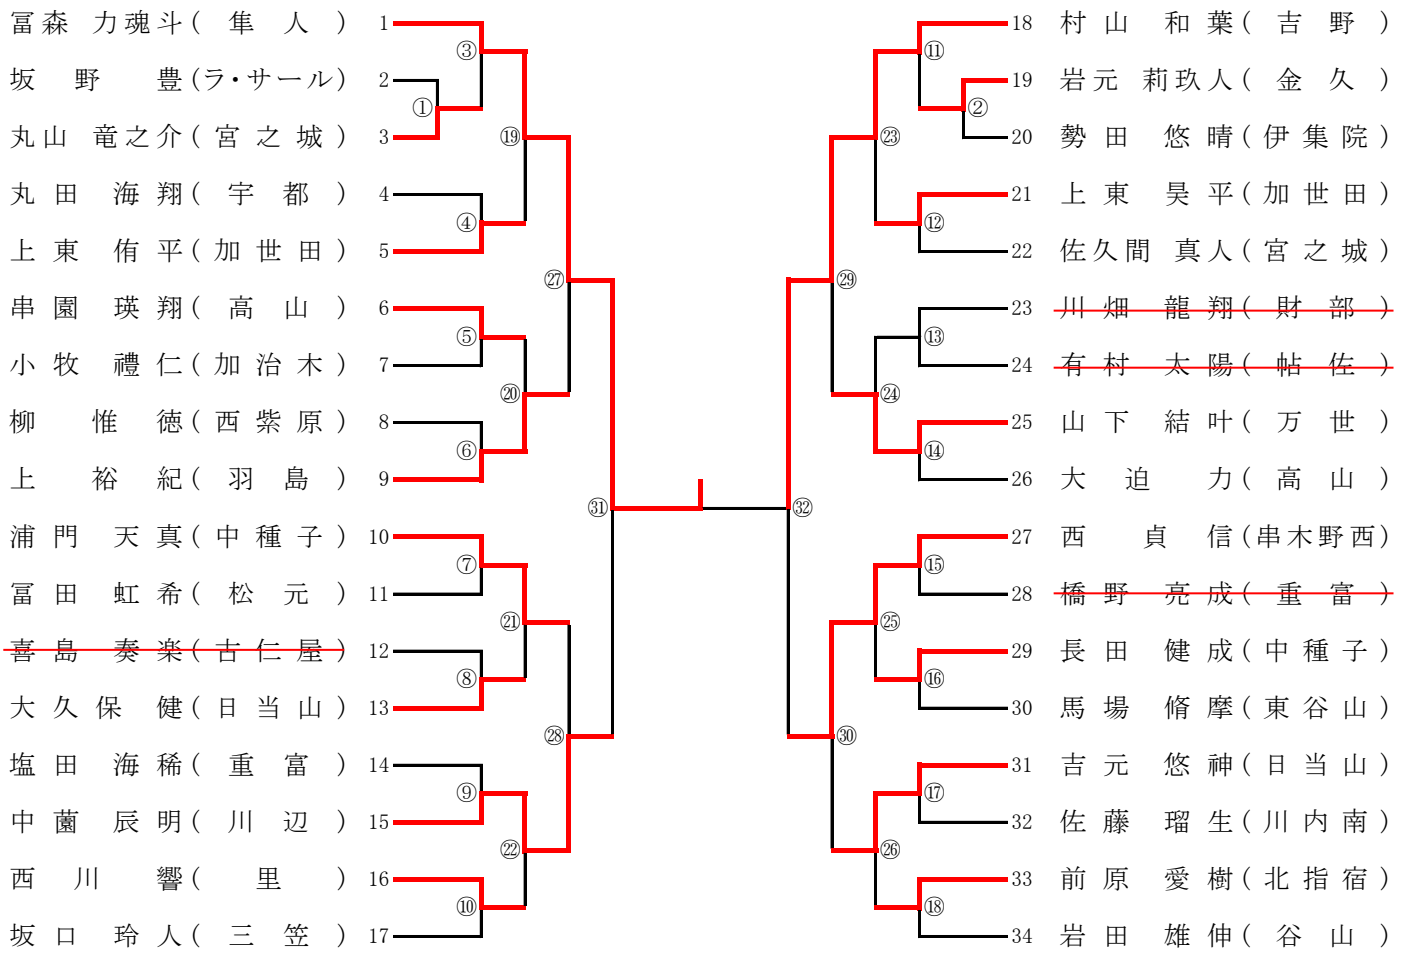 冨森 力魂斗(隼人) 1
坂野 豊(ラ・サール) 2
丸山 竜之介(宮之城) 3
丸田 海翔(宇都) 4
上東 侑平(加世田) 5
串園 瑛翔(高山) 6
小牧 禮仁(加治木) 7
柳 惟徳(西紫原) 8
上 裕紀(羽島) 9
浦門 天真(中種子) 10
冨田 虹希(松元) 11
喜島 奏楽(古仁屋) 12
大久保 健(日当山) 13
塩田 海稀(重富) 14
中薗 辰明(川辺) 15
西川 響(里) 16
坂口 玲人(三笠) 17
③
①
⑲
④
㉗
⑤
⑳
⑥
㉛
⑦
㉑
⑧
㉘
⑨
㉒
⑩
⑪
②
㉓
⑫
㉙
⑬
㉔
⑭
㉜
⑮
㉕
⑯
㉚
⑰
㉖
⑱
18 村山 和葉(吉野)
19 岩元 莉玖人(金久)
20 勢田 悠晴(伊集院)
21 上東 昊平(加世田)
22 佐久間 真人(宮之城)
23 川畑 龍翔(財部)
24 有村 太陽(帖佐)
25 山下 結叶(万世)
26 大迫 力(高山)
27 西 貞信(串木野西)
28 橋野 亮成(重富)
29 長田 健成(中種子)
30 馬場 脩摩(東谷山)
31 吉元 悠神(日当山)
32 佐藤 瑠生(川内南)
33 前原 愛樹(北指宿)
34 岩田 雄伸(谷山)